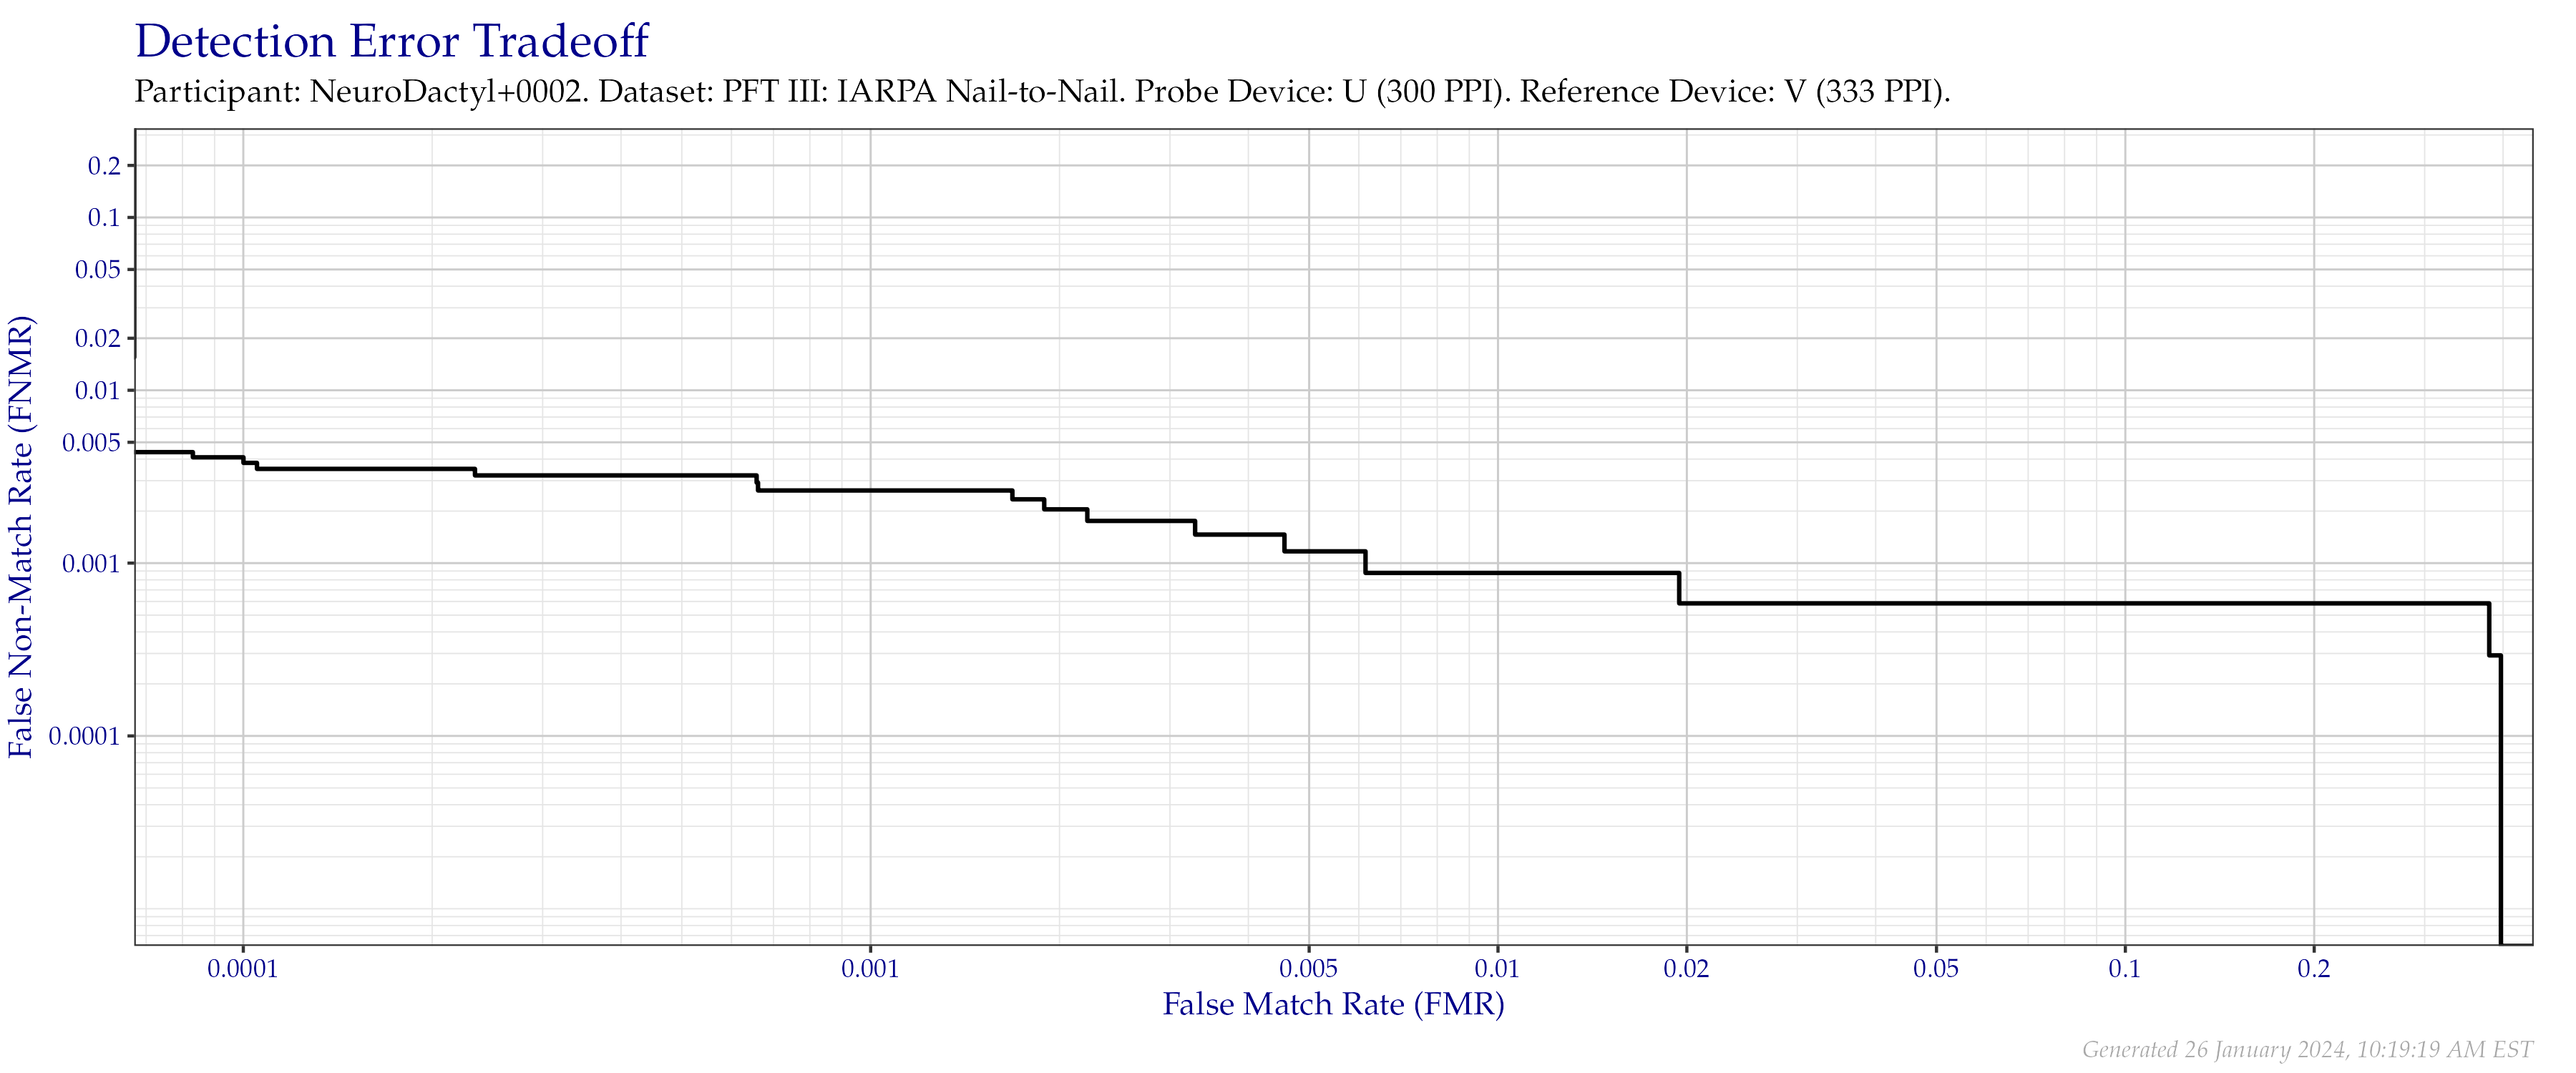 Detection Error Tradeoff
Participant: NeuroDactyl+0002. Dataset: PFT III: IARPA Nail-to-Nail. Probe Device: U (300 PPI). Reference Device: V (333 PPI).
False Non-Match Rate (FNMR)
0.2
0.1
0.05
0.02
0.01
0.005
0.001
0.0001
0.0001 0.001 0.005 0.01 0.02 0.05 0.1 0.2
False Match Rate (FMR)
Generated 26 January 2024, 10:19:19 AM EST